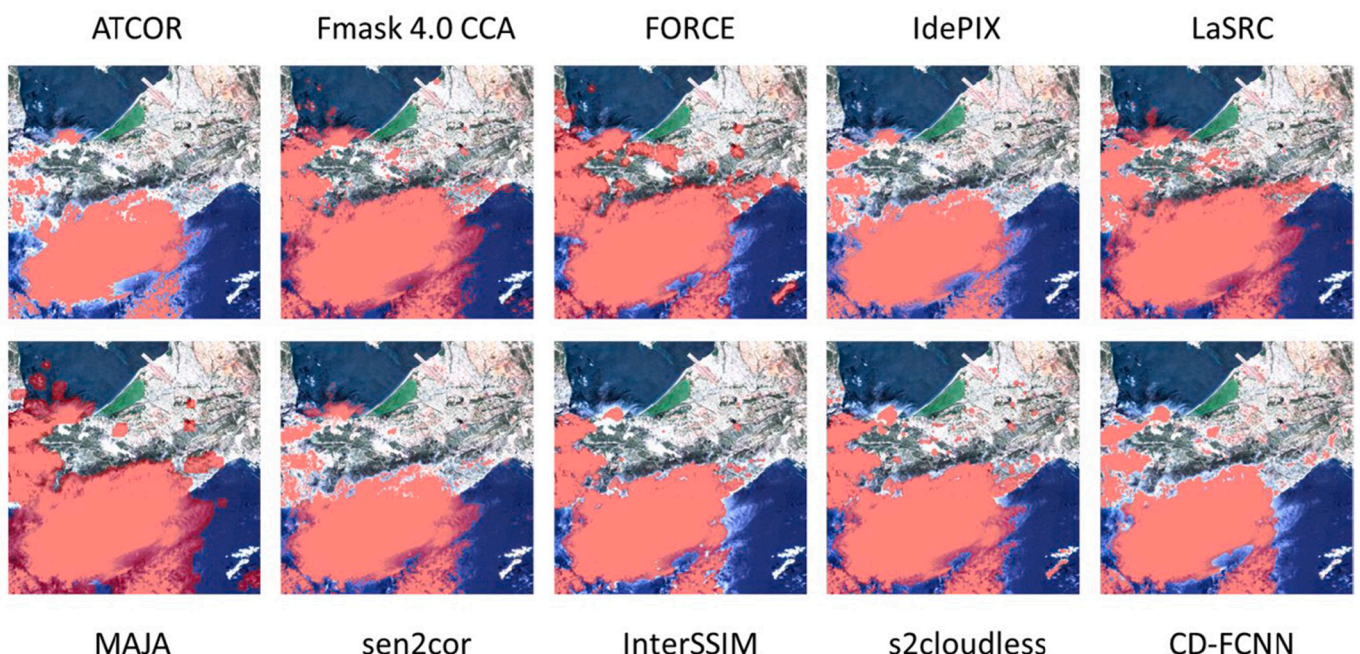 ATCOR Fmask 4.0 CCA FORCE IdePIX LaSRC
MAJA sen2cor InterSSIM s2cloudless CD-FCNN